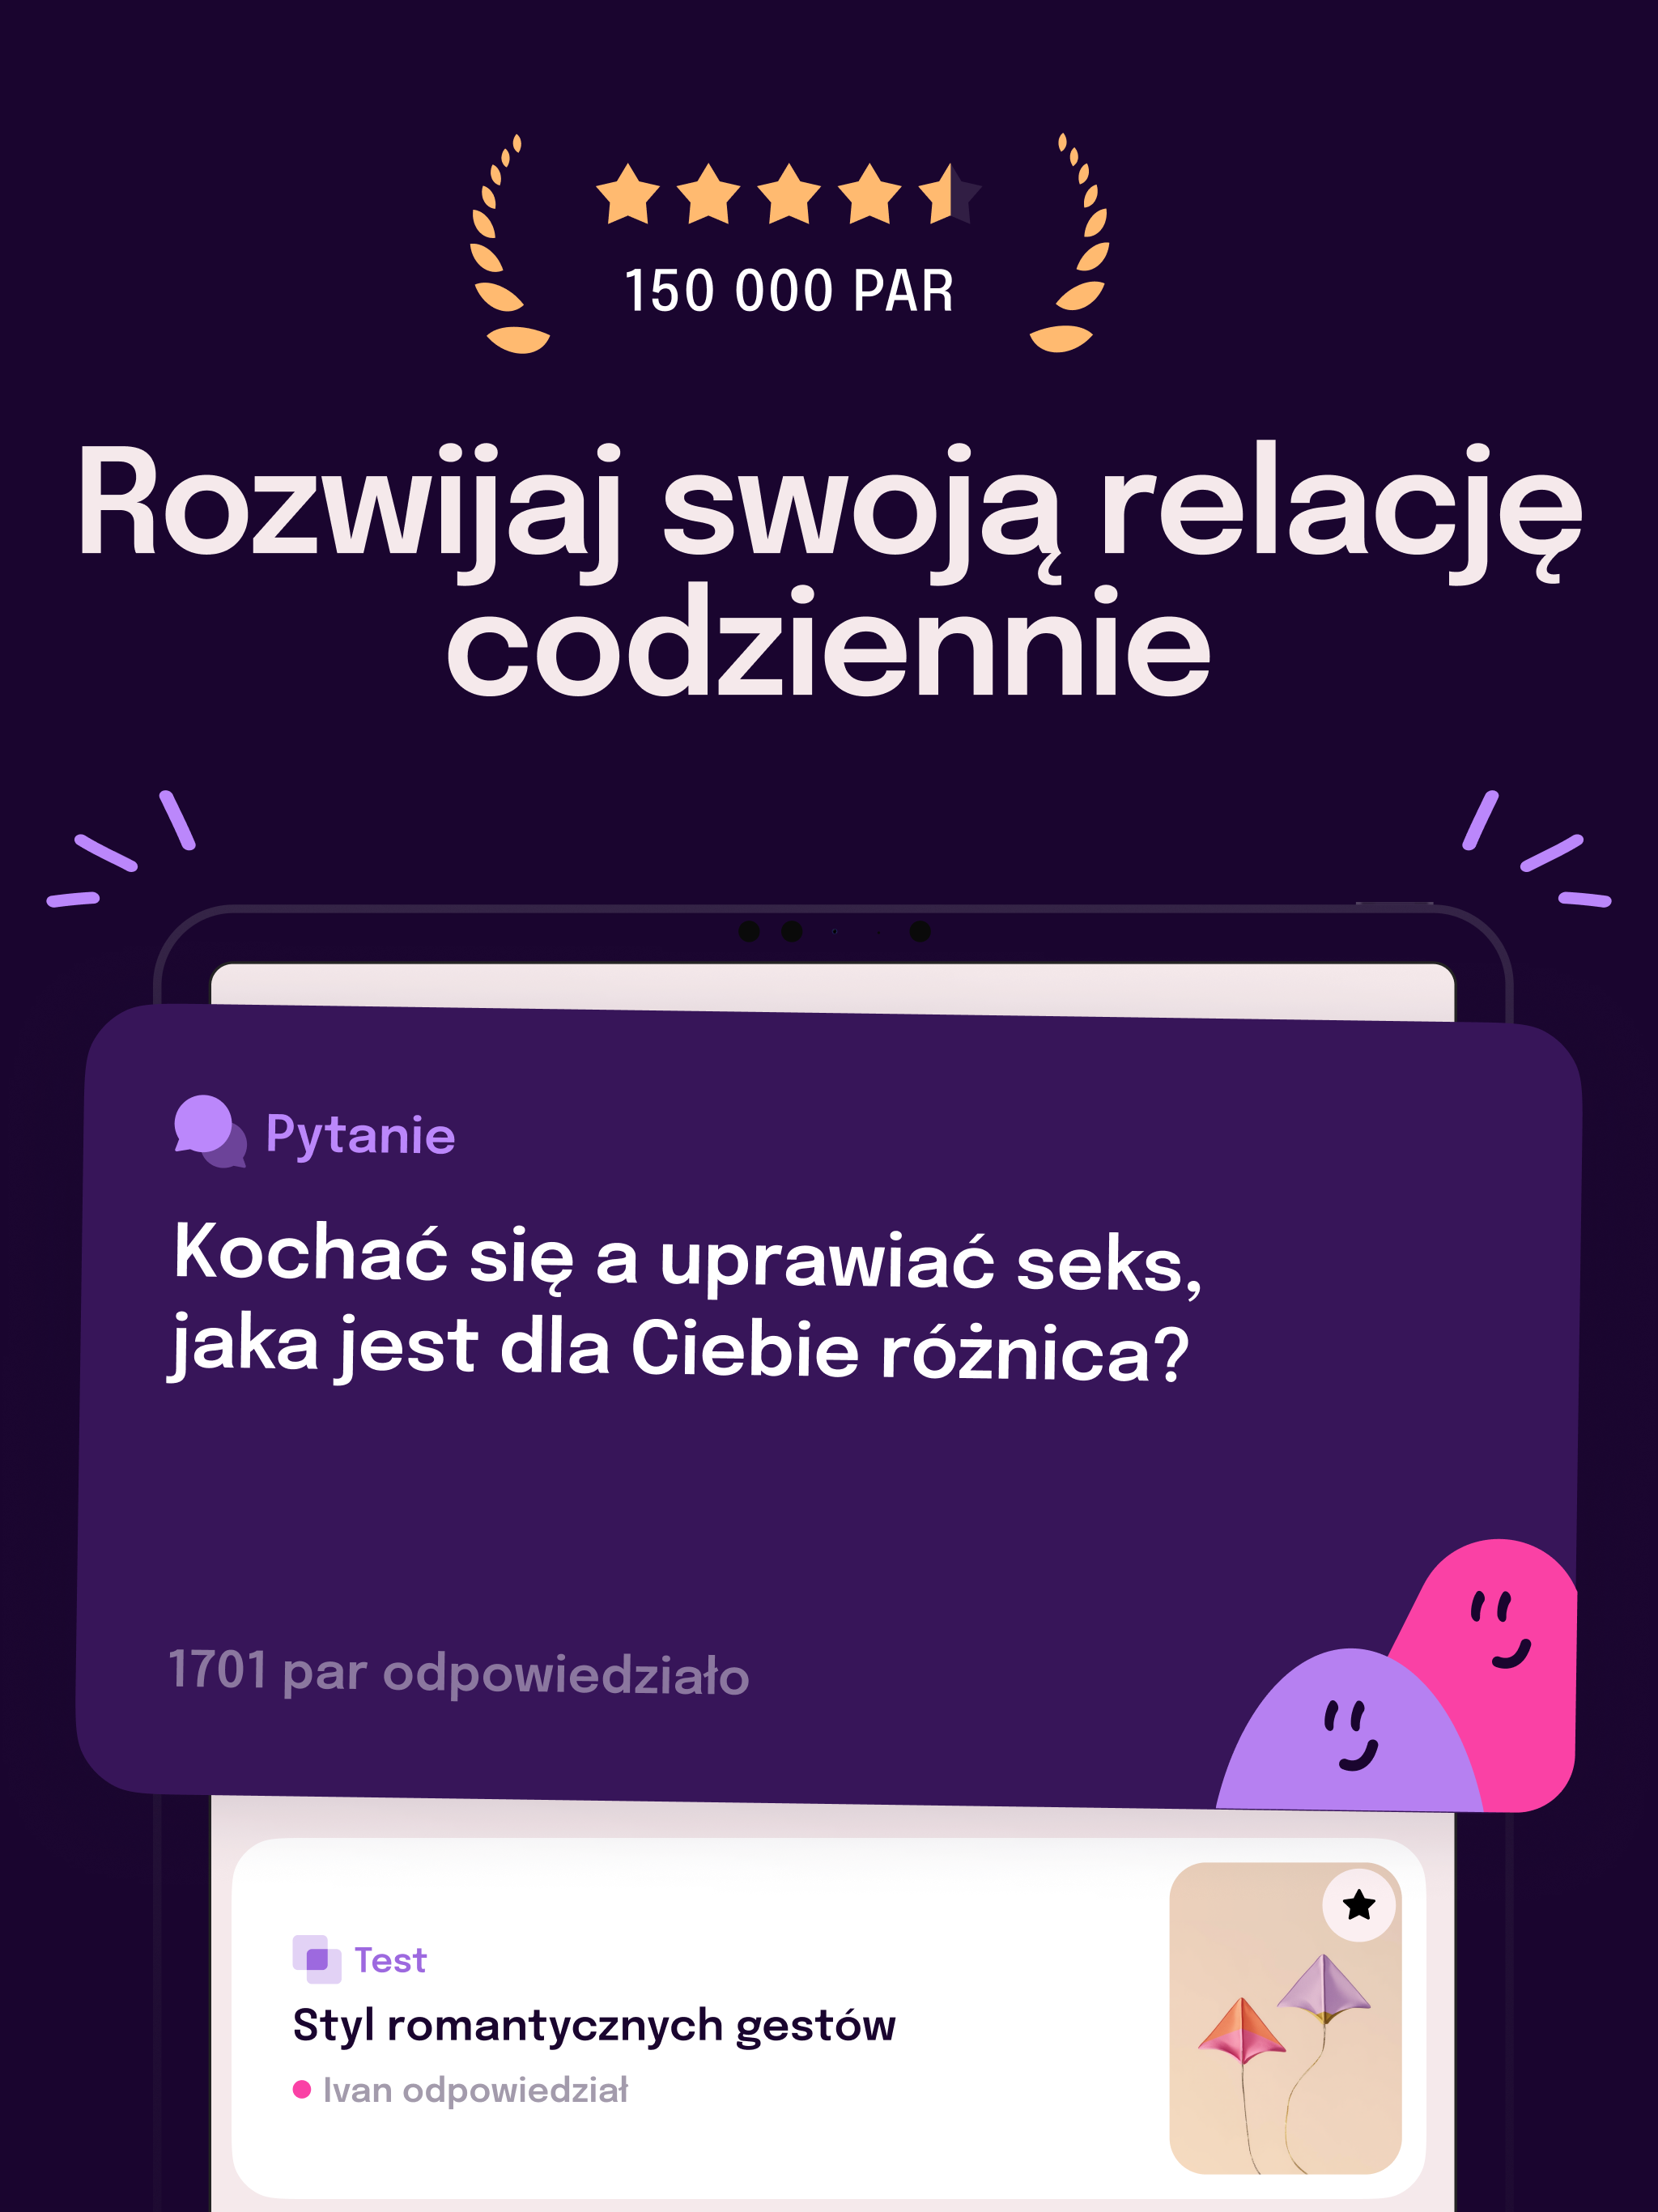 150 000 PAR
Rozwijaj swoją relację
codziennie
Pytanie
Kochać się a uprawiać seks,
jaka jest dla Ciebie różnica?
1701 par odpowiedziało
Test
Styl romantycznych gestów
Ivan odpowiedział